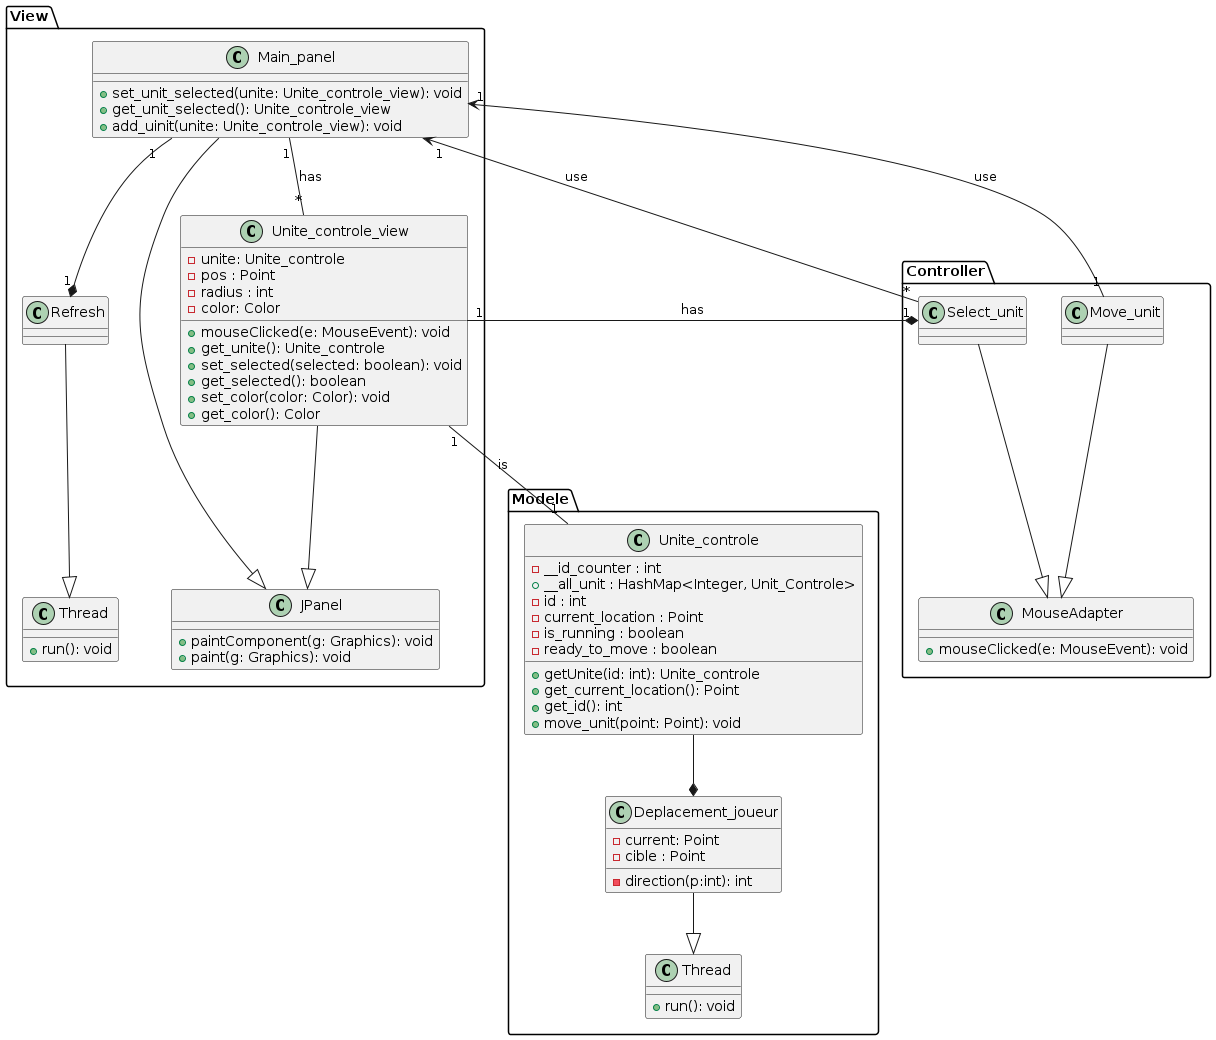 View
C Main_panel
set_unit_selected(unite: Unite_controle_view): void
get_unit_selected(): Unite_controle_view
add_uinit(unite: Unite_controle_view): void
1
1
1
1
has
use
use
*
C Unite_controle_view
unite: Unite_controle
pos : Point
radius : int
color: Color
mouseClicked(e: MouseEvent): void
get_unite(): Unite_controle
set_selected(selected: boolean): void
get_selected(): boolean
set_color(color: Color): void
get_color(): Color
Controller
1
1
*
C Refresh
1
has
1
C Select_unit
C Move_unit
1
is
Modele
1
C Unite_controle
__id_counter : int
__all_unit : HashMap<Integer, Unit_Controle>
id : int
current_location : Point
is_running : boolean
ready_to_move : boolean
getUnite(id: int): Unite_controle
get_current_location(): Point
get_id(): int
move_unit(point: Point): void
C Thread
run(): void
C JPanel
paintComponent(g: Graphics): void
paint(g: Graphics): void
C MouseAdapter
mouseClicked(e: MouseEvent): void
C Deplacement_joueur
current: Point
cible : Point
direction(p:int): int
C Thread
run(): void